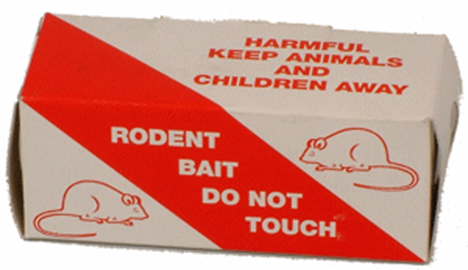 HARMFUL
KEEP ANIMALS
AND
CHILDREN AWAY
RODENT
BAIT
DO NOT
TOUCH